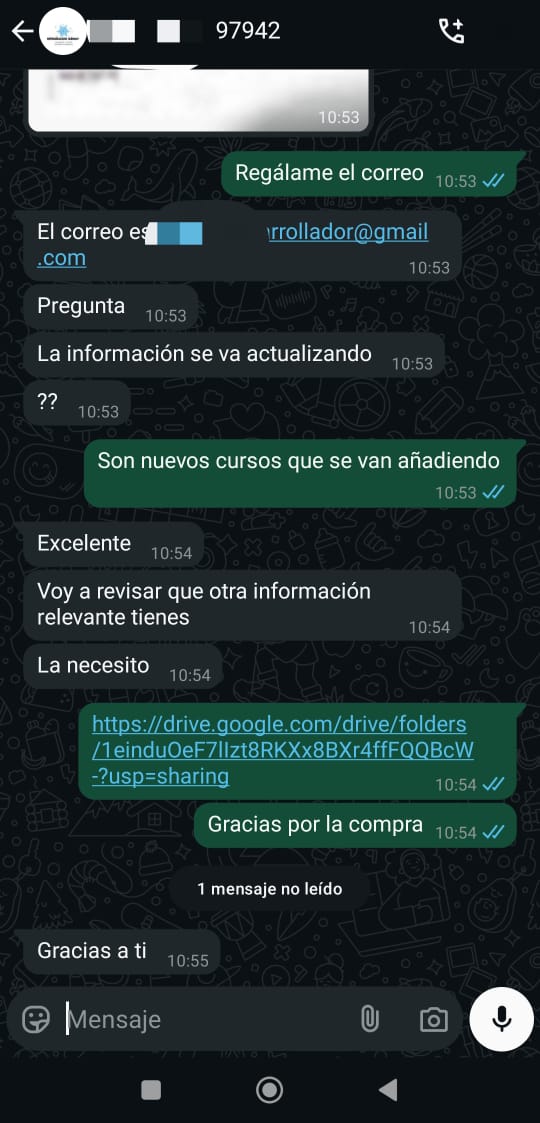 97942
10:53
Regálame el correo 10:53
El correo es rrollador@gmail
.com
10:53
Pregunta 10:53
La información se va actualizando 10:53
?? 10:53
Son nuevos cursos que se van añadiendo
10:53
Excelente 10:54
Voy a revisar que otra información
relevante tienes
10:54
La necesito 10:54
https://drive.google.com/drive/folders
/1einduOeF7lIzt8RKXx8BXr4ffFQQBcW
-?usp=sharing 10:54
Gracias por la compra 10:54
1 mensaje no leído
Gracias a ti 10:55
Mensaje